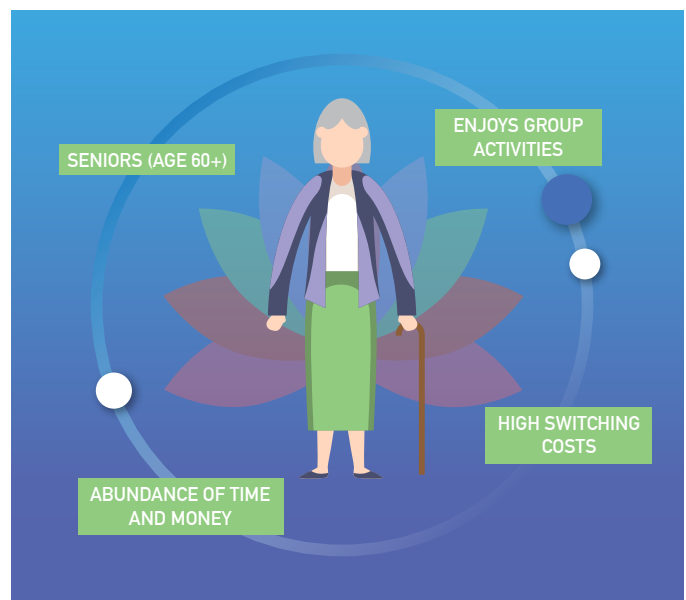 ENJOYS GROUP
ACTIVITIES
SENIORS (AGE 60+)
HIGH SWITCHING
COSTS
ABUNDANCE OF TIME
AND MONEY